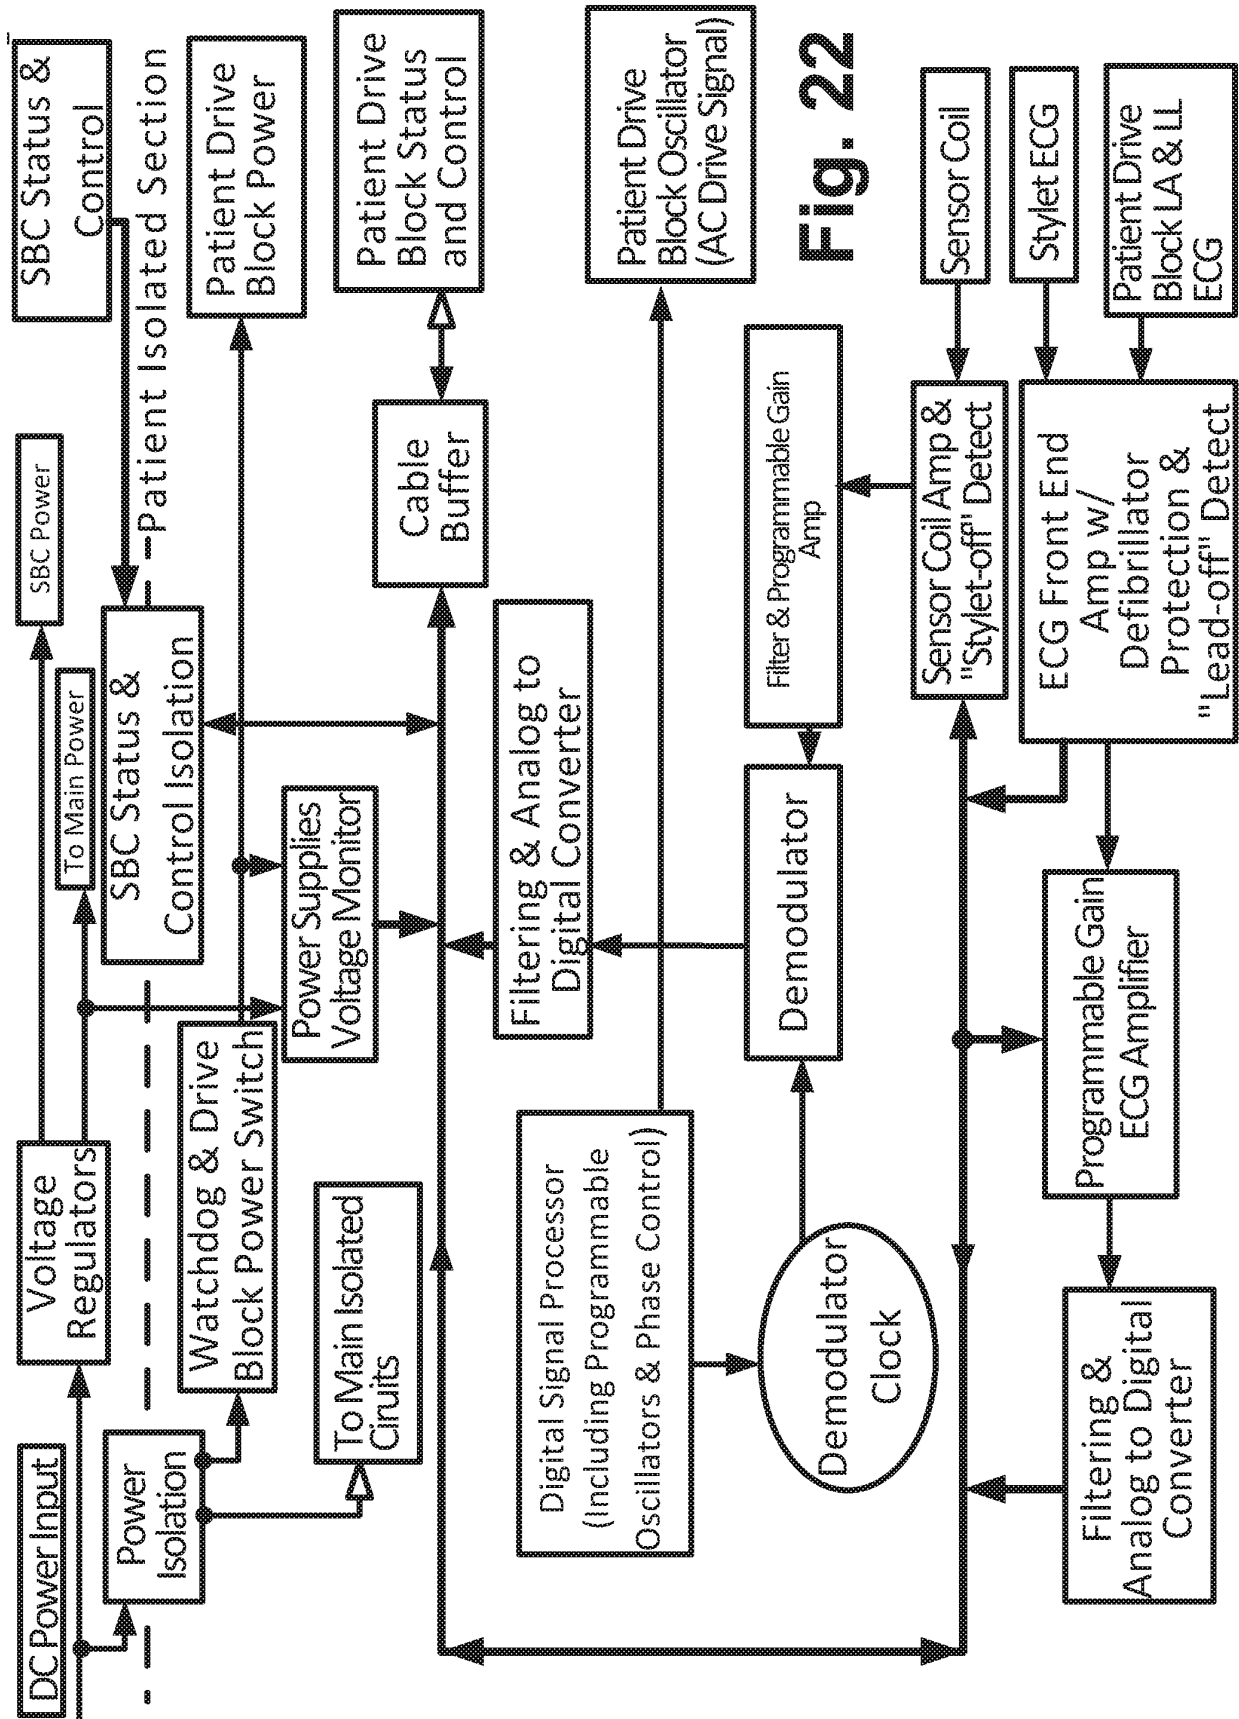 DC Power Input
Voltage
Regulators
SBC Power
To Main Power
SBC Status &
Control
Power
Isolation
SBC Status &
Control Isolation
Patient Isolated Section
Watchdog & Drive
Block Power Switch
Patient Drive
Block Power
To Main Isolated
Ciruits
Power Supplies
Voltage Monitor
Cable
Buffer
Patient Drive
Block Status
and Control
Filtering & Analog to
Digital Converter
Digital Signal Processor
(Including Programmable
Oscillators & Phase Control)
Patient Drive
Block Oscillator
(AC Drive Signal)
Demodulator
Clock
Demodulator
Filter & Programmable Gain
Amp
Fig. 22
Sensor Coil Amp &
"Stylet-off" Detect
Sensor Coil
Stylet ECG
Filtering &
Analog to Digital
Converter
Programmable Gain
ECG Amplifier
ECG Front End
Amp w/
Defibrillator
Protection &
"Lead-off" Detect
Patient Drive
Block LA & LL
ECG